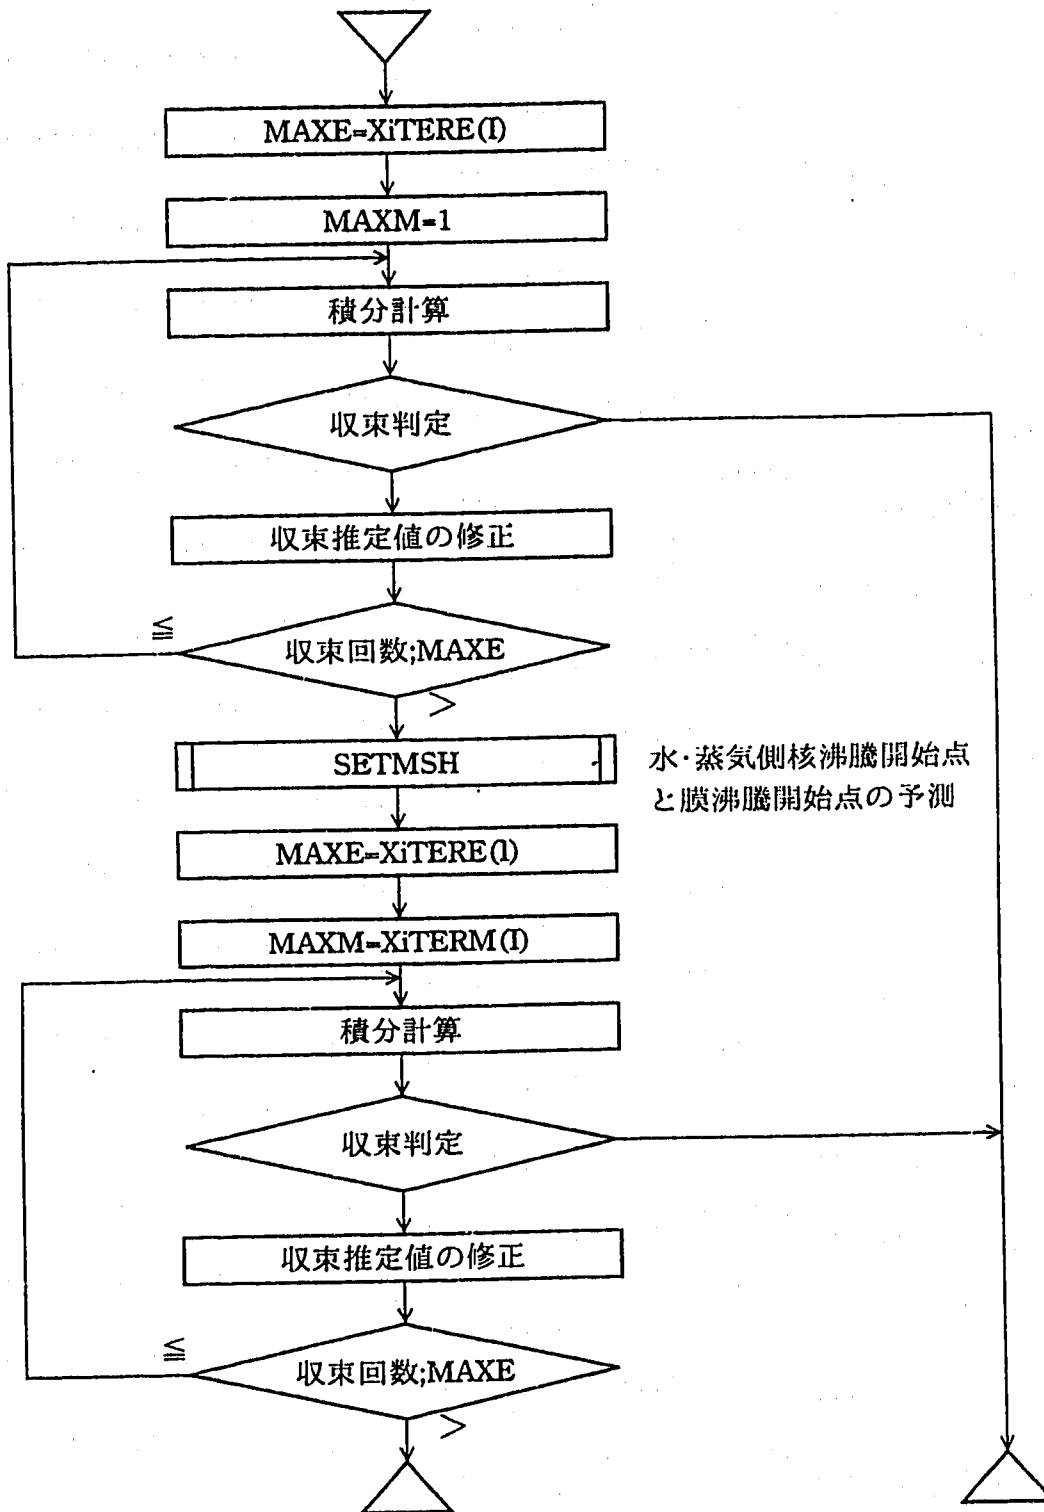 MAXE=XiTERE(I)
MAXM=1
積分計算
収束判定
収束推定値の修正
≦
収束回数;MAXE
>
SETMSH
水・蒸気側核沸騰開始点
と膜沸騰開始点の予測
MAXE=XiTERE(I)
MAXM=XiTERM(I)
積分計算
収束判定
収束推定値の修正
≦
収束回数;MAXE
>